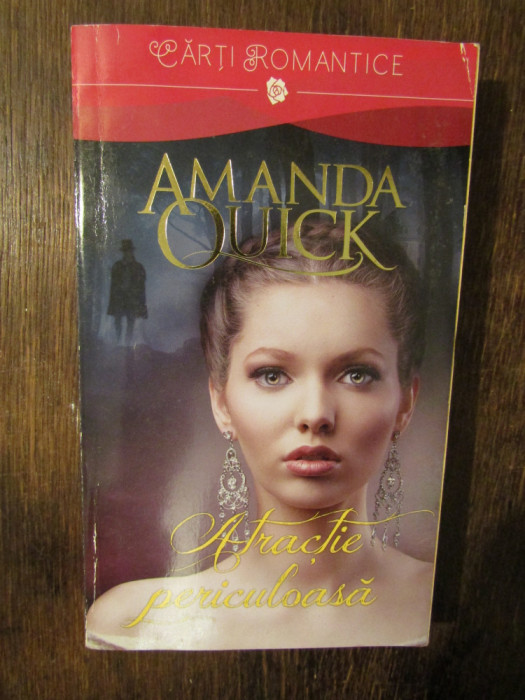 CĂRȚI ROMANTICE
AMANDA
QUICK
Atracție
periculoasă